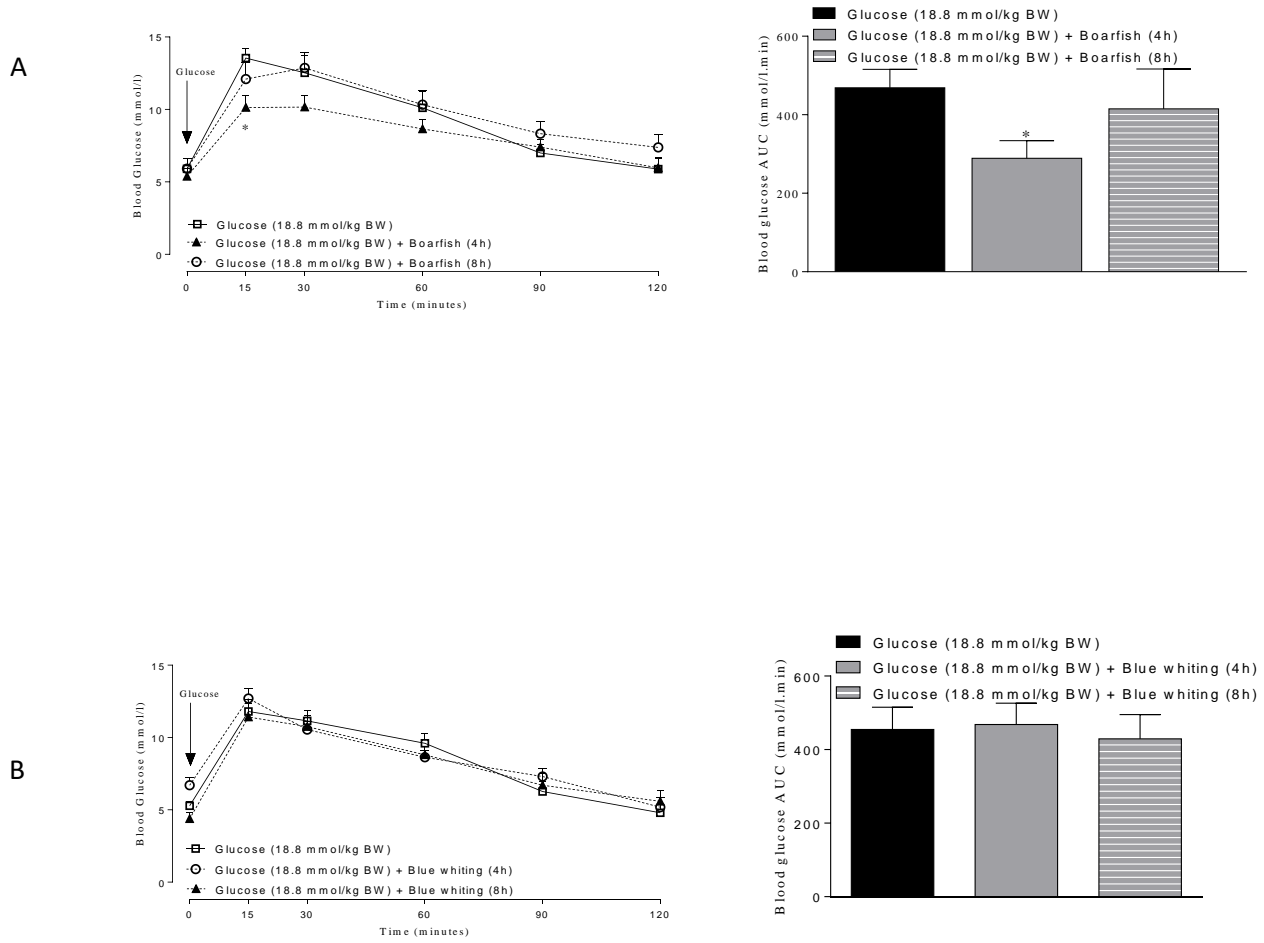 A
Blood Glucose (mmol/l)
15
10
5
0
Glucose
*
Glucose (18.8 mmol/kg BW)
Glucose (18.8 mmol/kg BW) + Boarfish (4h)
Glucose (18.8 mmol/kg BW) + Boarfish (8h)
0 15 30 60 90 120
Time (minutes)
Glucose (18.8 mmol/kg BW)
Glucose (18.8 mmol/kg BW) + Boarfish (4h)
Glucose (18.8 mmol/kg BW) + Boarfish (8h)
Blood glucose AUC (mmol/l.min)
600
400
200
0
*
B
Blood Glucose (mmol/l)
15
10
5
0
Glucose
Glucose (18.8 mmol/kg BW)
Glucose (18.8 mmol/kg BW) + Blue whiting (4h)
Glucose (18.8 mmol/kg BW) + Blue whiting (8h)
0 15 30 60 90 120
Time (minutes)
Glucose (18.8 mmol/kg BW)
Glucose (18.8 mmol/kg BW) + Blue whiting (4h)
Glucose (18.8 mmol/kg BW) + Blue whiting (8h)
Blood glucose AUC (mmol/l.min)
600
400
200
0